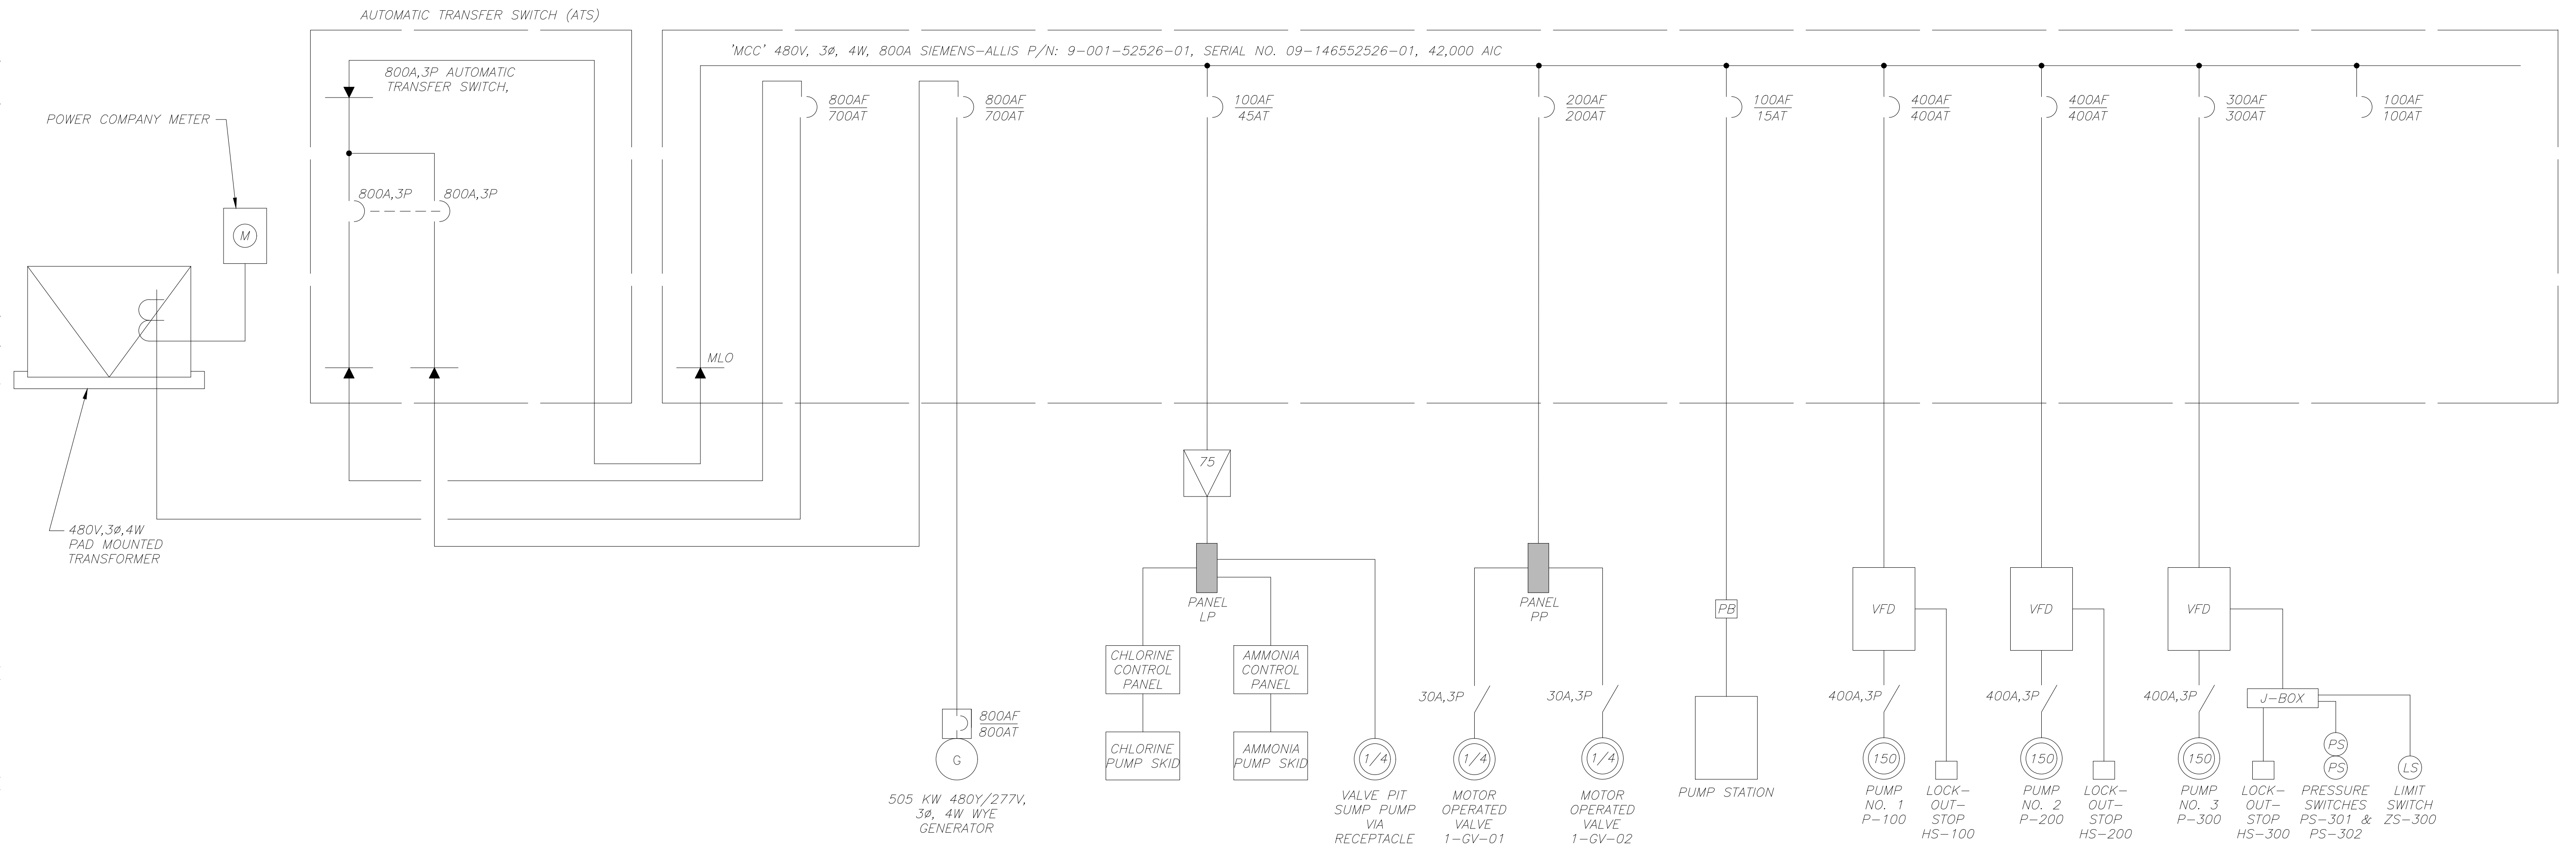 AUTOMATIC TRANSFER SWITCH (ATS)
'MCC' 480V, 3ø, 4W, 800A SIEMENS-ALLIS P/N: 9-001-52526-01, SERIAL NO. 09-146552526-01, 42,000 AIC
800A,3P AUTOMATIC
TRANSFER SWITCH,
800AF
700AT
800AF
700AT
100AF
45AT
200AF
200AT
100AF
15AT
400AF
400AT
400AF
400AT
300AF
300AT
100AF
100AT
POWER COMPANY METER
800A,3P
800A,3P
M
MLO
75
480V,3ø,4W
PAD MOUNTED
TRANSFORMER
PANEL
LP
PANEL
PP
PB
VFD
VFD
VFD
CHLORINE
CONTROL
PANEL
AMMONIA
CONTROL
PANEL
30A,3P
30A,3P
400A,3P
400A,3P
400A,3P
J-BOX
800AF
800AT
G
CHLORINE
PUMP SKID
AMMONIA
PUMP SKID
1/4
1/4
1/4
150
150
150
PS
PS
LS
505 KW 480Y/277V,
3ø, 4W WYE
GENERATOR
VALVE PIT
SUMP PUMP
VIA
RECEPTACLE
MOTOR
OPERATED
VALVE
1-GV-01
MOTOR
OPERATED
VALVE
1-GV-02
PUMP STATION
PUMP
NO. 1
P-100
LOCK-
OUT-
STOP
HS-100
PUMP
NO. 2
P-200
LOCK-
OUT-
STOP
HS-200
PUMP
NO. 3
P-300
LOCK-
OUT-
STOP
HS-300
PRESSURE
SWITCHES
PS-301 &
PS-302
LIMIT
SWITCH
ZS-300